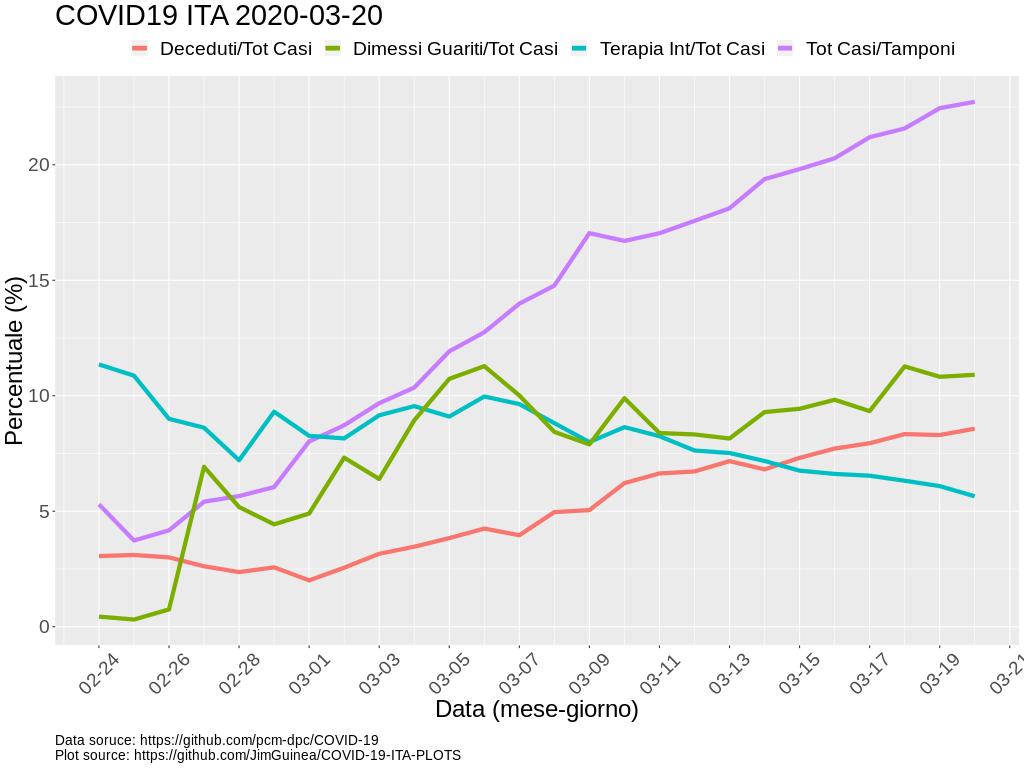 COVID19 ITA 2020-03-20
Deceduti/Tot Casi Dimessi Guariti/Tot Casi Terapia Int/Tot Casi Tot Casi/Tamponi
Percentuale (%)
20
15
10
5
0
02-24 02-26 02-28 03-01 03-03 03-05 03-07 03-09 03-11 03-13 03-15 03-17 03-19 03-21
Data (mese-giorno)
Data soruce: https://github.com/pcm-dpc/COVID-19
Plot source: https://github.com/JimGuinea/COVID-19-ITA-PLOTS